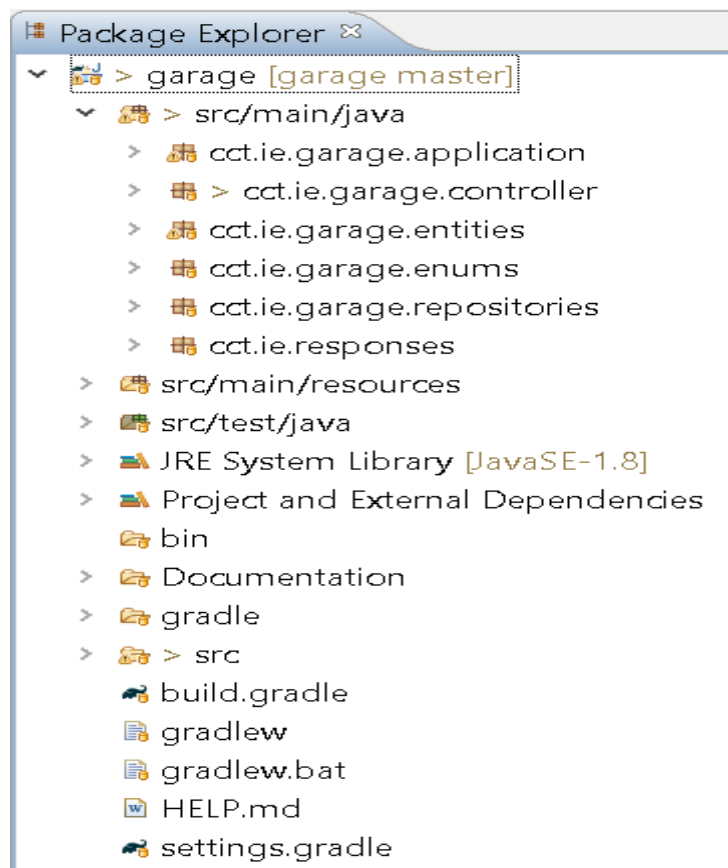 Package Explorer
> garage [garage master]
> src/main/java
cct.ie.garage.application
> cct.ie.garage.controller
cct.ie.garage.entities
cct.ie.garage.enums
cct.ie.garage.repositories
cct.ie.responses
src/main/resources
src/test/java
JRE System Library [JavaSE-1.8]
Project and External Dependencies
bin
Documentation
gradle
> src
build.gradle
gradlew
gradlew.bat
HELP.md
settings.gradle